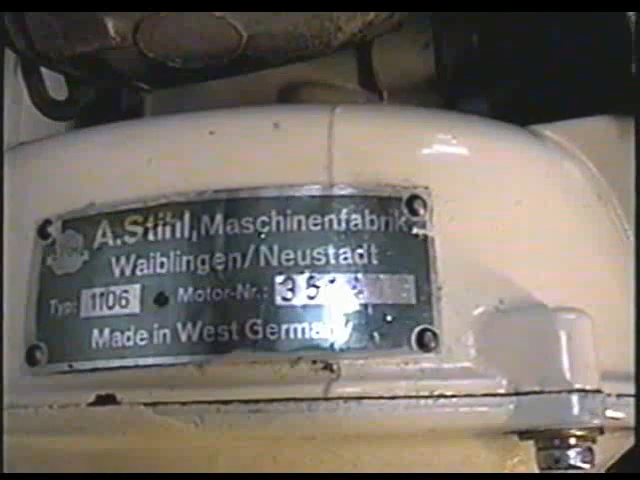 A.Stihl, Maschinenfabrik
Waiblingen/Neustadt
Typ: 1106 Motor-Nr.:
Made in West Germany